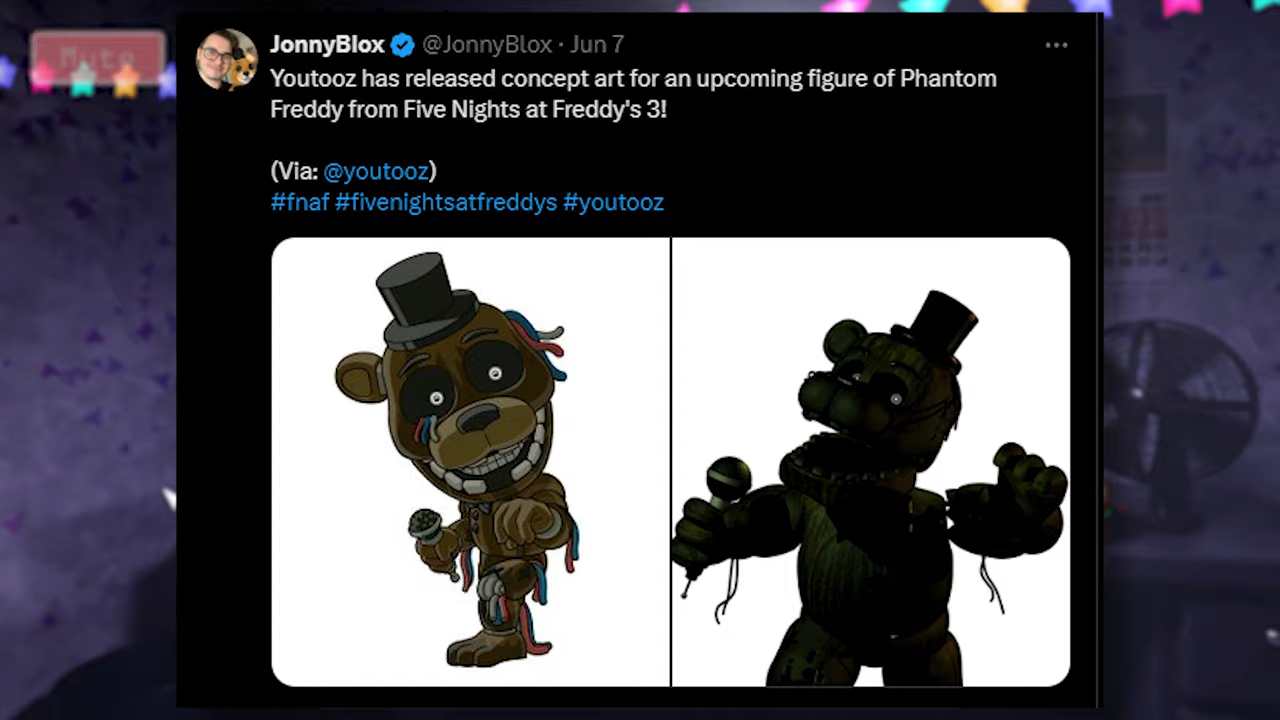 Mute
JonnyBlox @JonnyBlox · Jun 7
Youtooz has released concept art for an upcoming figure of Phantom
Freddy from Five Nights at Freddy's 3!
(Via: @youtooz)
#fnaf #fivenightsatfreddys #youtooz